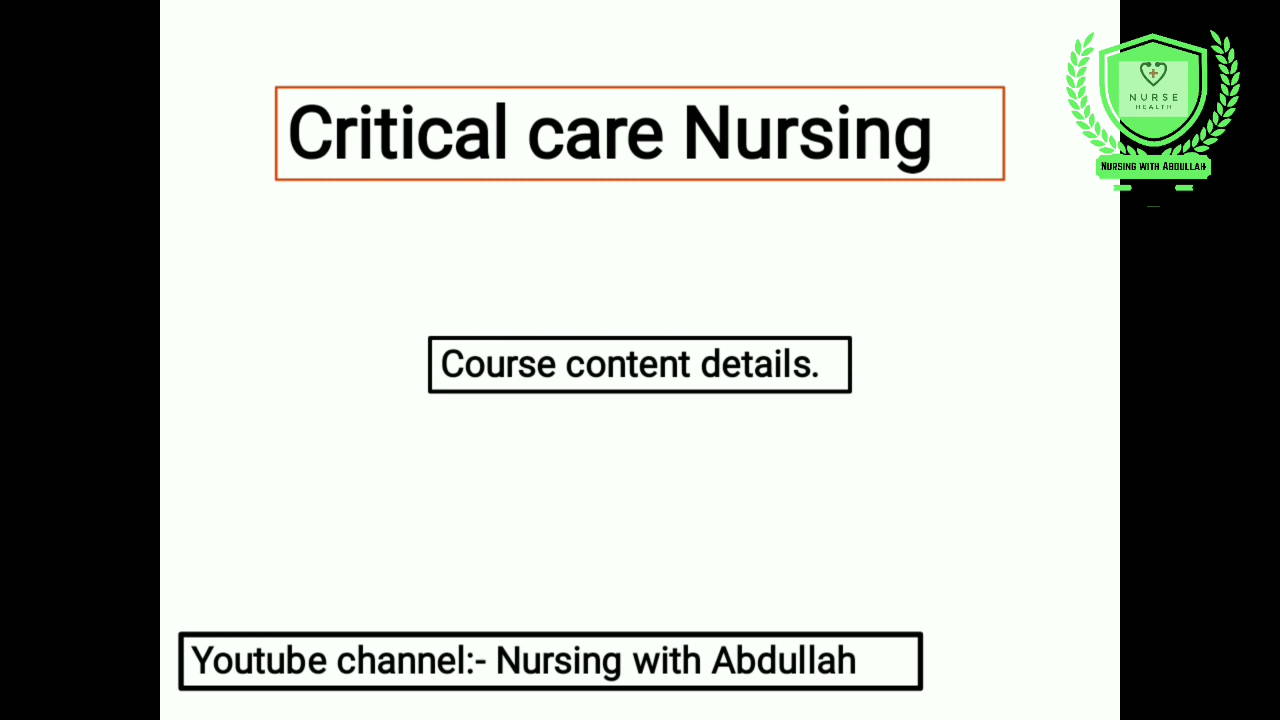 Critical care Nursing
NURSE
HEALTH
NURSING WITH ABDULLAH
Course content details.
Youtube channel:- Nursing with Abdullah